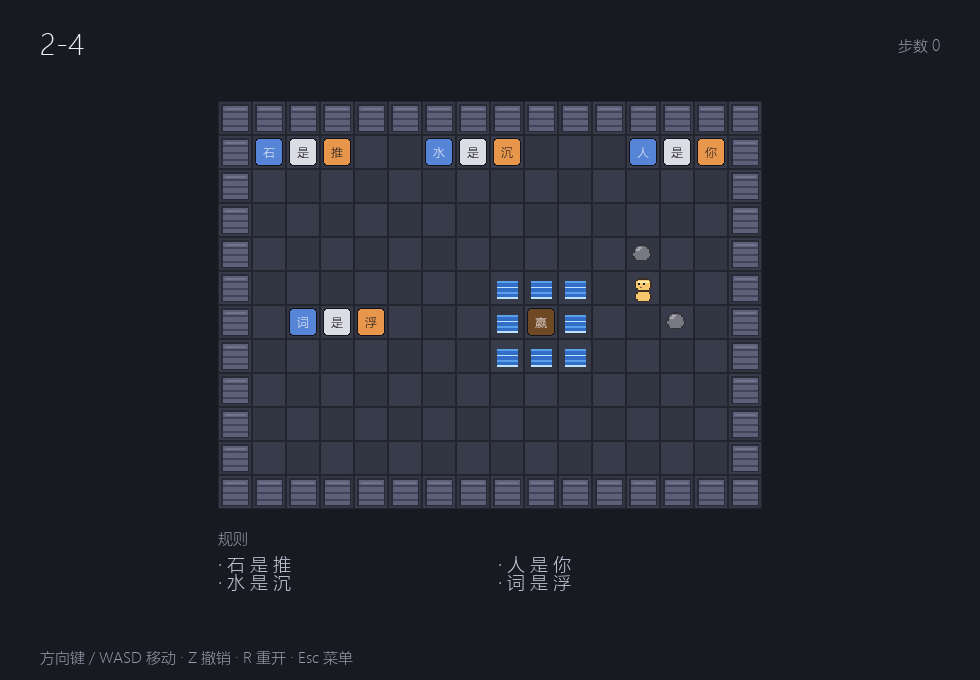 2-4
步数 0
石 是 推 水 是 沉 人 是 你
词 是 浮 赢
规则
· 石 是 推
· 人 是 你
· 水 是 沉
· 词 是 浮
方向键 / WASD 移动 · Z 撤销 · R 重开 · Esc 菜单